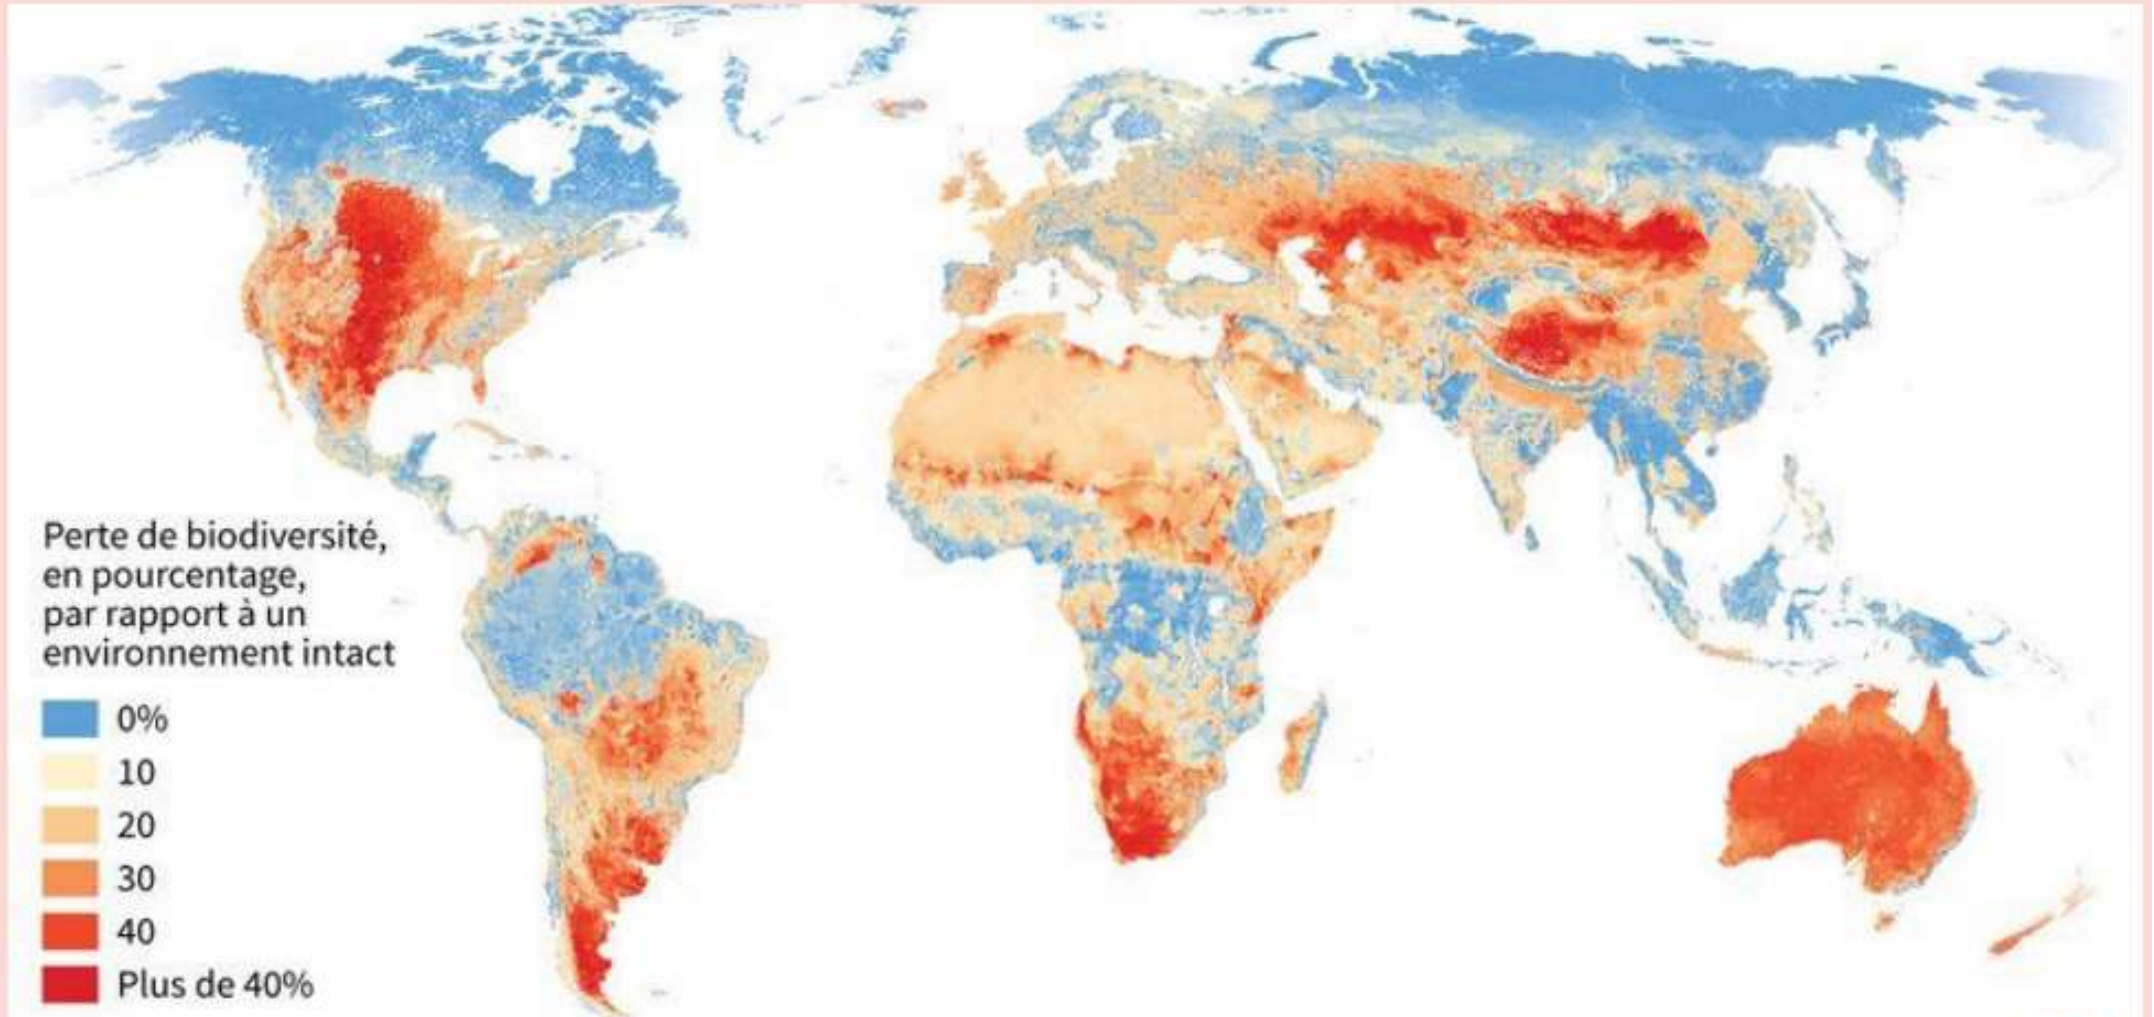 Perte de biodiversité,
en pourcentage,
par rapport à un
environnement intact
0%
10
20
30
40
Plus de 40%